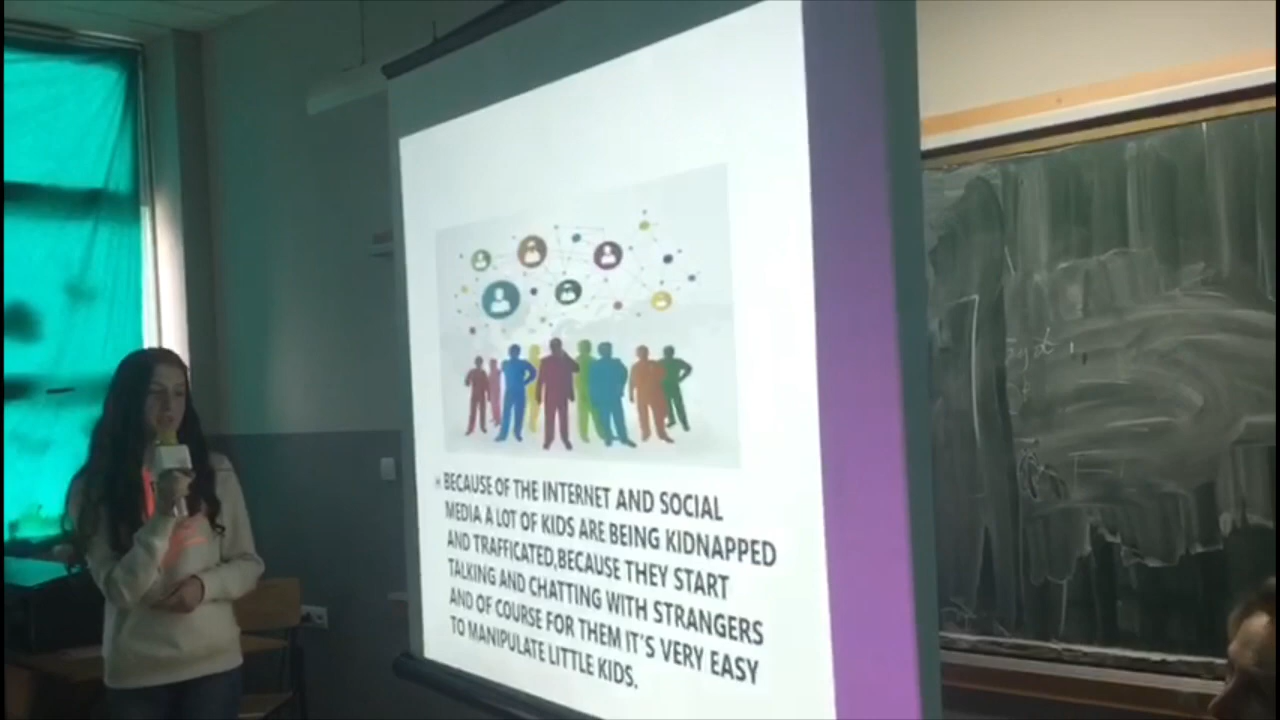 BECAUSE OF THE INTERNET AND SOCIAL
MEDIA A LOT OF KIDS ARE BEING KIDNAPPED
AND TRAFFICATED,BECAUSE THEY START
TALKING AND CHATTING WITH STRANGERS
AND OF COURSE FOR THEM IT'S VERY EASY
TO MANIPULATE LITTLE KIDS.